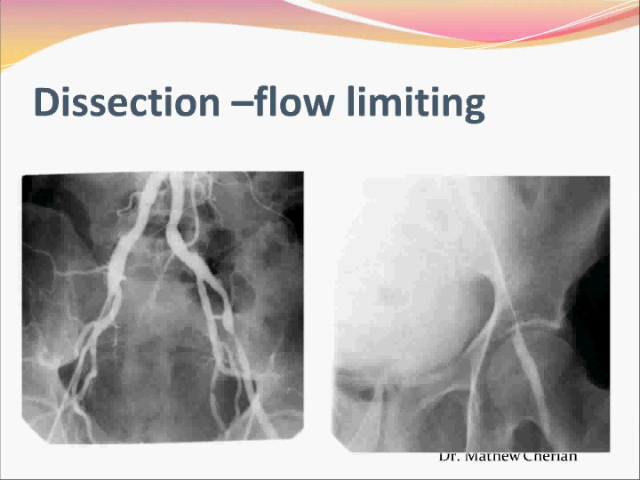 Dissection –flow limiting
Dr. Mathew Cherian